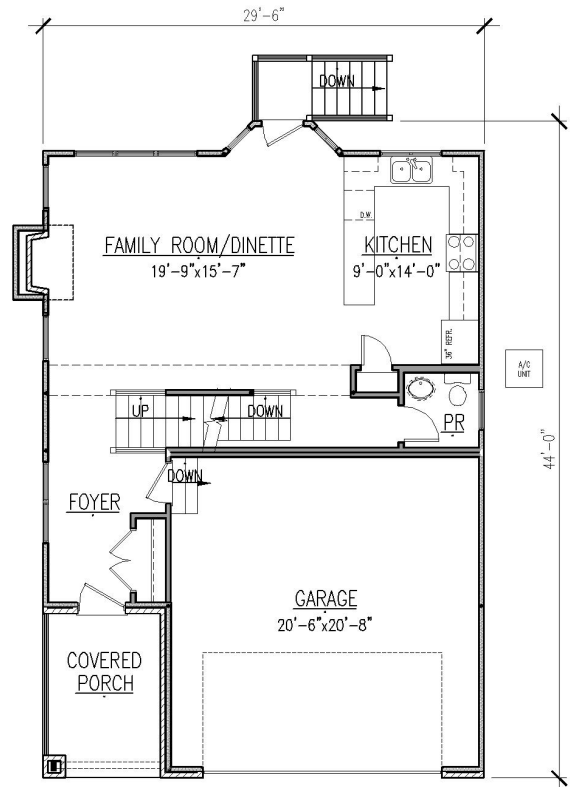 29'-6"
DOWN
D.W.
FAMILY ROOM/DINETTE
19'-9"x15'-7"
KITCHEN
9'-0"x14'-0"
36" REFR.
A/C
UNIT
UP
DOWN
PR
44'-0"
DOWN
FOYER
GARAGE
20'-6"x20'-8"
COVERED
PORCH